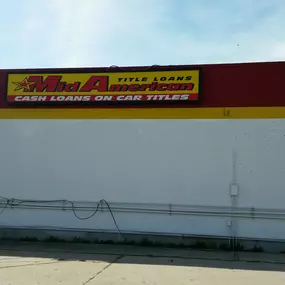 TITLE LOANS
Mid American
CASH LOANS ON CAR TITLES